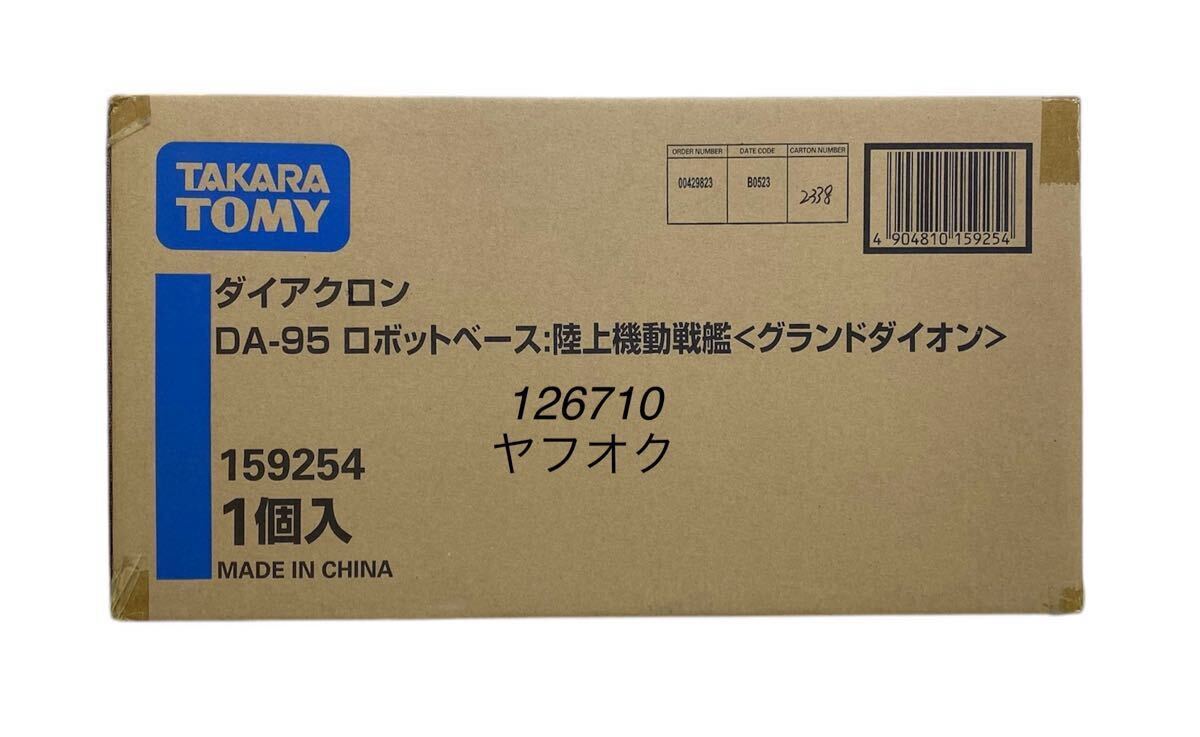 TAKARA
TOMY
ORDER NUMBER DATE CODE CARTON NUMBER
00429823 B0523 2338
4 904810 159254
ダイアクロン
DA-95 ロボットベース:陸上機動戦艦<グランドダイオン>
126710
ヤフオク
159254
1個入
MADE IN CHINA